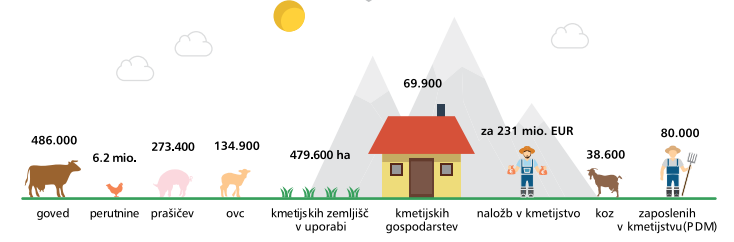 486.000
goved
6.2 mio.
perutnine
273.400
prašičev
134.900
ovc
479.600 ha
kmetijskih zemljišč
v uporabi
69.900
kmetijskih
gospodarstev
za 231 mio. EUR
naložb v kmetijstvo
38.600
koz
80.000
zaposlenih
v kmetijstvu(PDM)